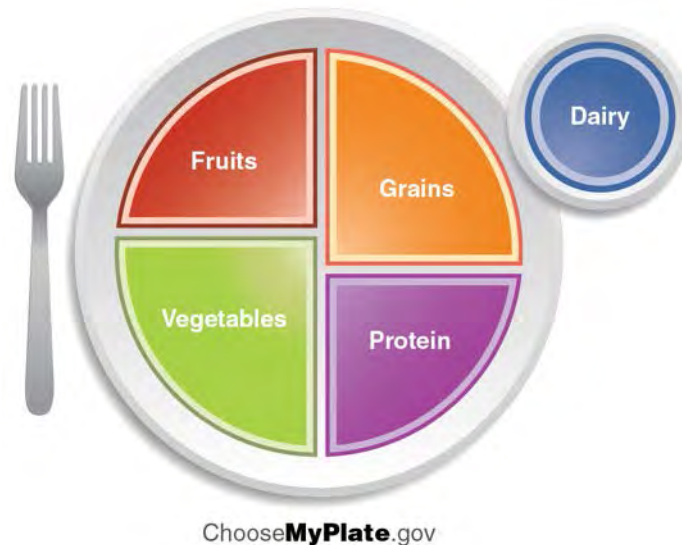 Fruits
Grains
Dairy
Vegetables
Protein
ChooseMyPlate.gov